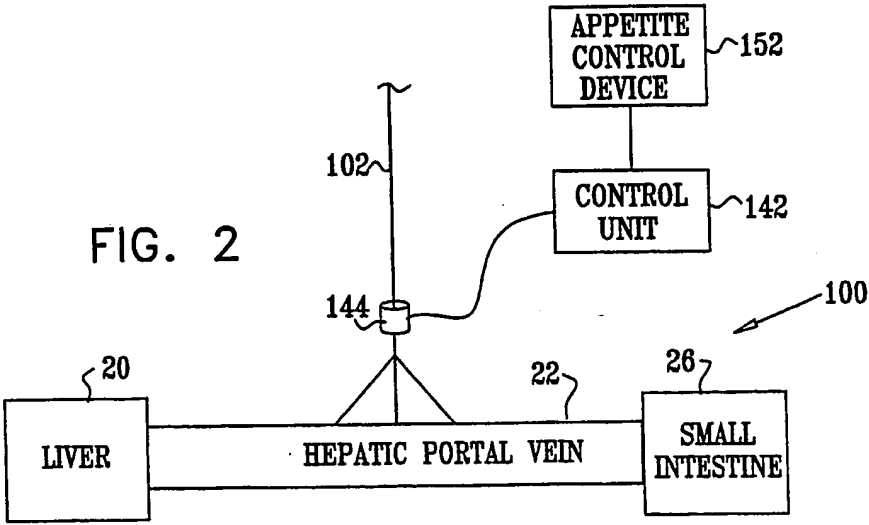 APPETITE
CONTROL
DEVICE
152
102
CONTROL
UNIT
142
FIG. 2
144
100
20
22
26
LIVER
HEPATIC PORTAL VEIN
SMALL
INTESTINE